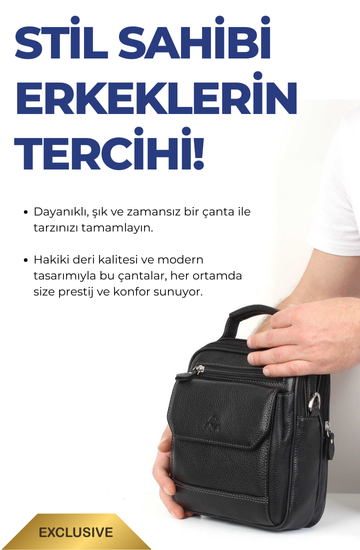 STİL SAHİBİ
ERKEKLERİN
TERCİHİ!
• Dayanıklı, şık ve zamansız bir çanta ile
tarzınızı tamamlayın.
• Hakiki deri kalitesi ve modern
tasarımıyla bu çantalar, her ortamda
size prestij ve konfor sunuyor.
EXCLUSIVE